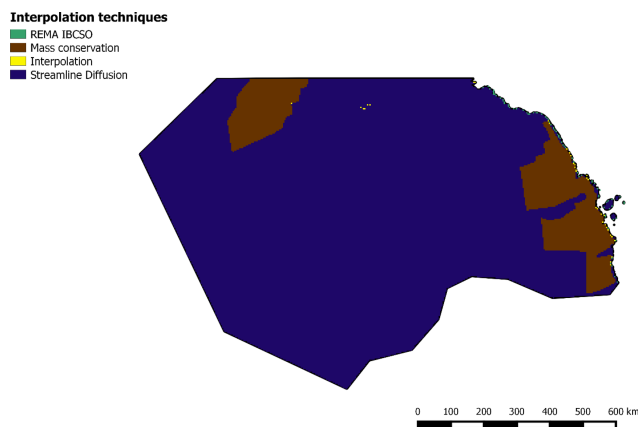 Interpolation techniques
REMA IBCSO
Mass conservation
Interpolation
Streamline Diffusion
0 100 200 300 400 500 600 km